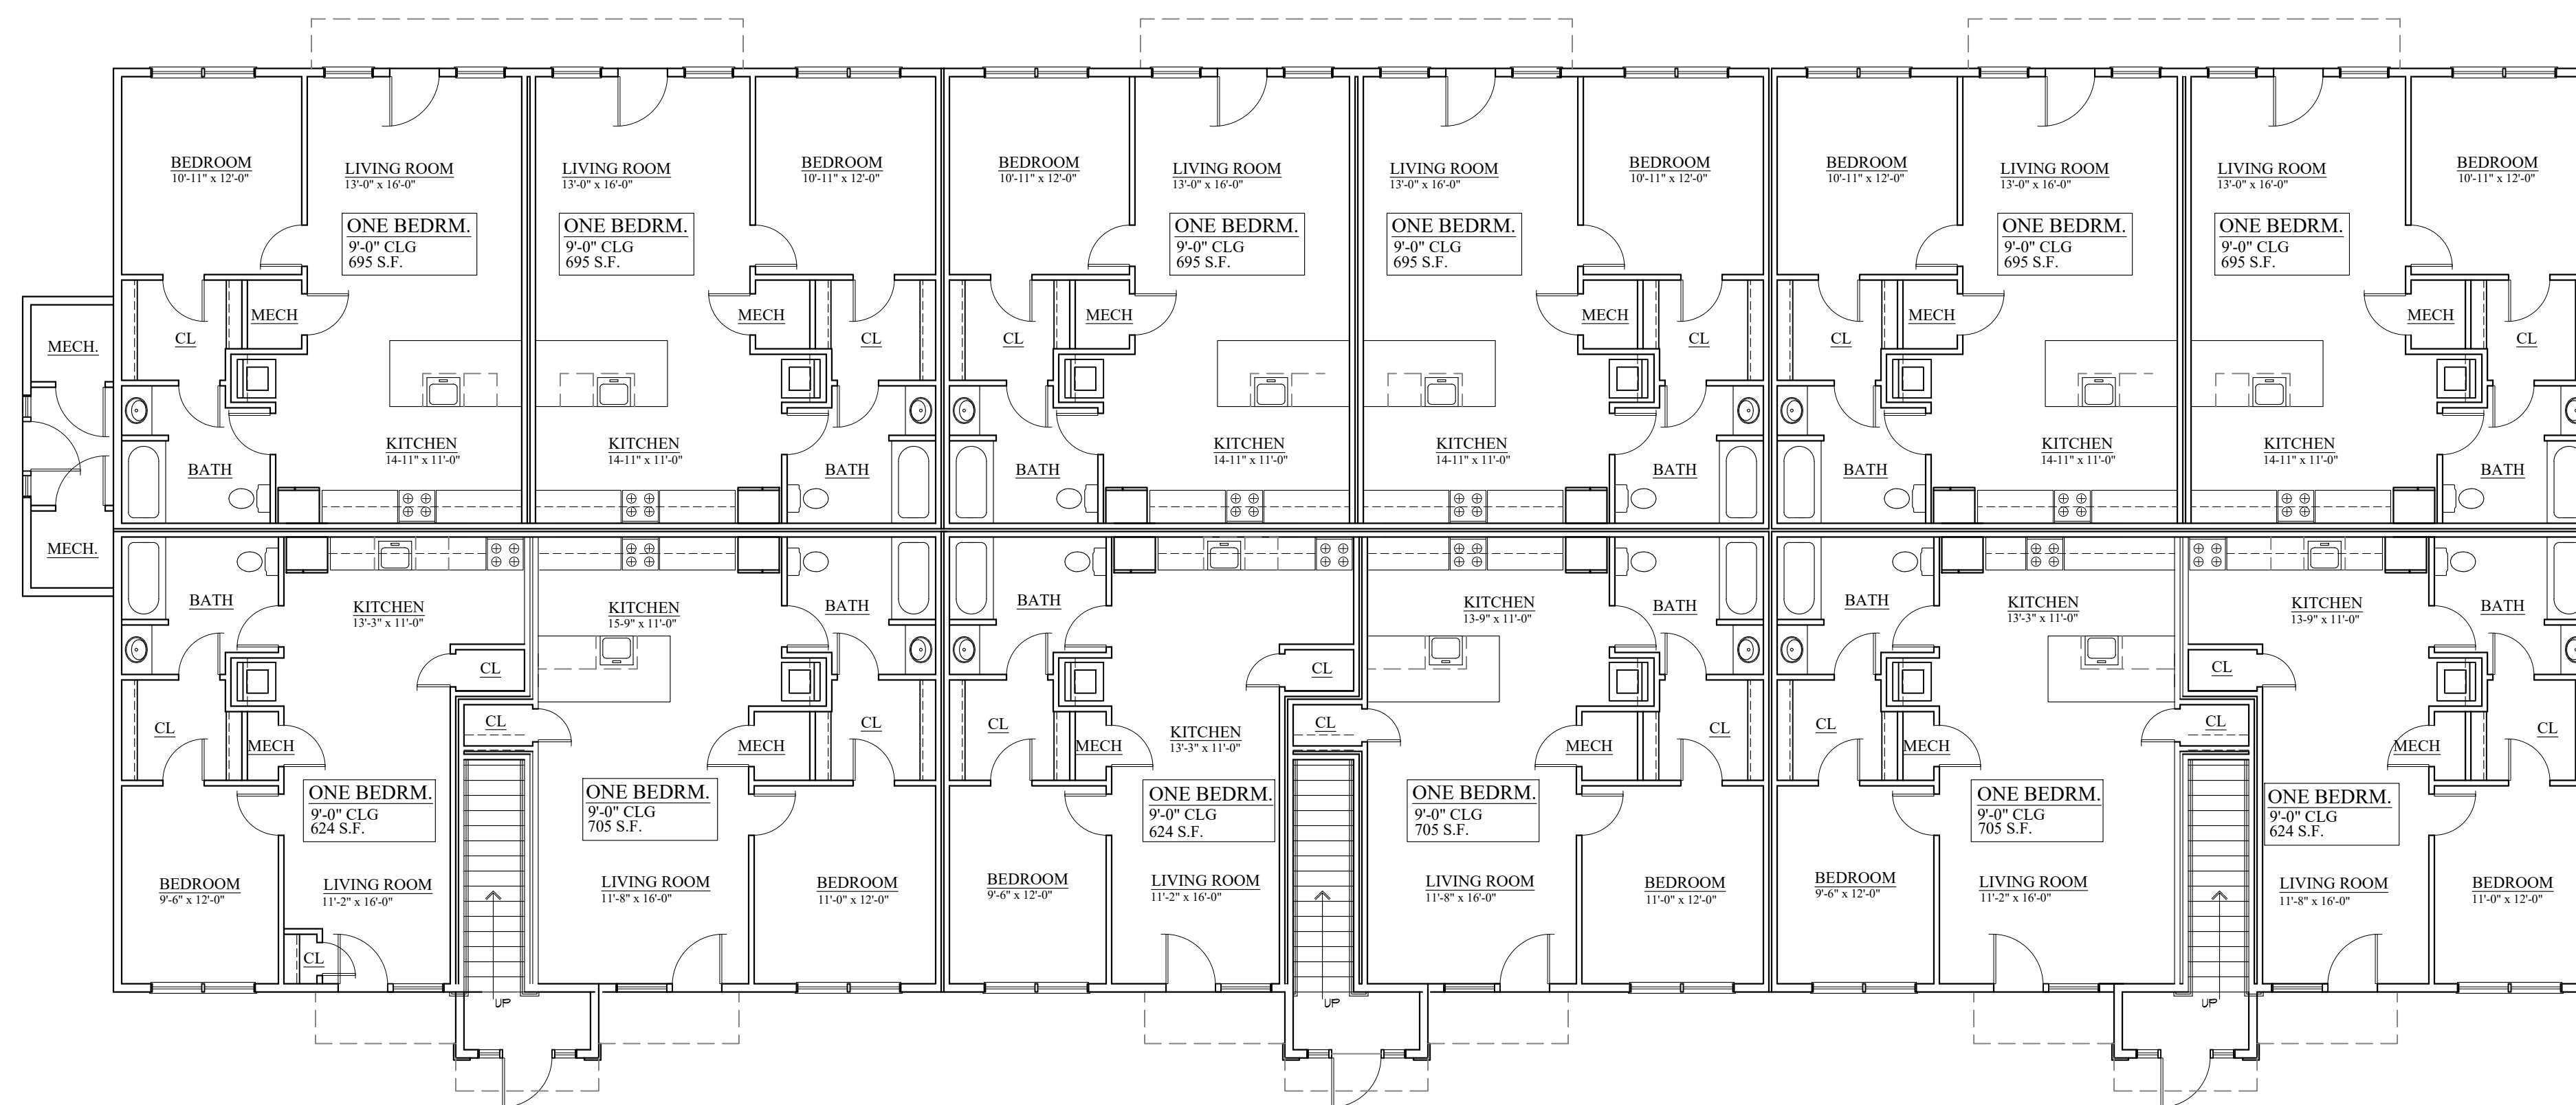 BEDROOM
10'-11" x 12'-0"
LIVING ROOM
13'-0" x 16'-0"
LIVING ROOM
13'-0" x 16'-0"
BEDROOM
10'-11" x 12'-0"
BEDROOM
10'-11" x 12'-0"
LIVING ROOM
13'-0" x 16'-0"
LIVING ROOM
13'-0" x 16'-0"
BEDROOM
10'-11" x 12'-0"
BEDROOM
10'-11" x 12'-0"
LIVING ROOM
13'-0" x 16'-0"
LIVING ROOM
13'-0" x 16'-0"
BEDROOM
10'-11" x 12'-0"
ONE BEDRM.
9'-0" CLG
695 S.F.
ONE BEDRM.
9'-0" CLG
695 S.F.
ONE BEDRM.
9'-0" CLG
695 S.F.
ONE BEDRM.
9'-0" CLG
695 S.F.
ONE BEDRM.
9'-0" CLG
695 S.F.
ONE BEDRM.
9'-0" CLG
695 S.F.
MECH.
CL
MECH
MECH
CL
CL
MECH
MECH
CL
CL
MECH
MECH
CL
BATH
KITCHEN
14-11" x 11'-0"
KITCHEN
14-11" x 11'-0"
BATH
BATH
KITCHEN
14-11" x 11'-0"
KITCHEN
14-11" x 11'-0"
BATH
BATH
KITCHEN
14-11" x 11'-0"
KITCHEN
14-11" x 11'-0"
BATH
MECH.
BATH
KITCHEN
13'-3" x 11'-0"
KITCHEN
15-9" x 11'-0"
BATH
BATH
KITCHEN
KITCHEN
13-9" x 11'-0"
BATH
BATH
KITCHEN
13'-3" x 11'-0"
KITCHEN
13-9" x 11'-0"
BATH
CL
CL
CL
CL
MECH
CL
MECH
CL
CL
MECH
KITCHEN
13'-3" x 11'-0"
CL
MECH
CL
CL
MECH
CL
MECH
CL
ONE BEDRM.
9'-0" CLG
624 S.F.
ONE BEDRM.
9'-0" CLG
705 S.F.
ONE BEDRM.
9'-0" CLG
624 S.F.
ONE BEDRM.
9'-0" CLG
705 S.F.
ONE BEDRM.
9'-0" CLG
705 S.F.
ONE BEDRM.
9'-0" CLG
624 S.F.
BEDROOM
9'-6" x 12'-0"
LIVING ROOM
11'-2" x 16'-0"
LIVING ROOM
11'-8" x 16'-0"
BEDROOM
11'-0" x 12'-0"
BEDROOM
9'-6" x 12'-0"
LIVING ROOM
11'-2" x 16'-0"
LIVING ROOM
11'-8" x 16'-0"
BEDROOM
11'-0" x 12'-0"
BEDROOM
9'-6" x 12'-0"
LIVING ROOM
11'-2" x 16'-0"
LIVING ROOM
11'-8" x 16'-0"
BEDROOM
11'-0" x 12'-0"
CL
UP
UP
UP